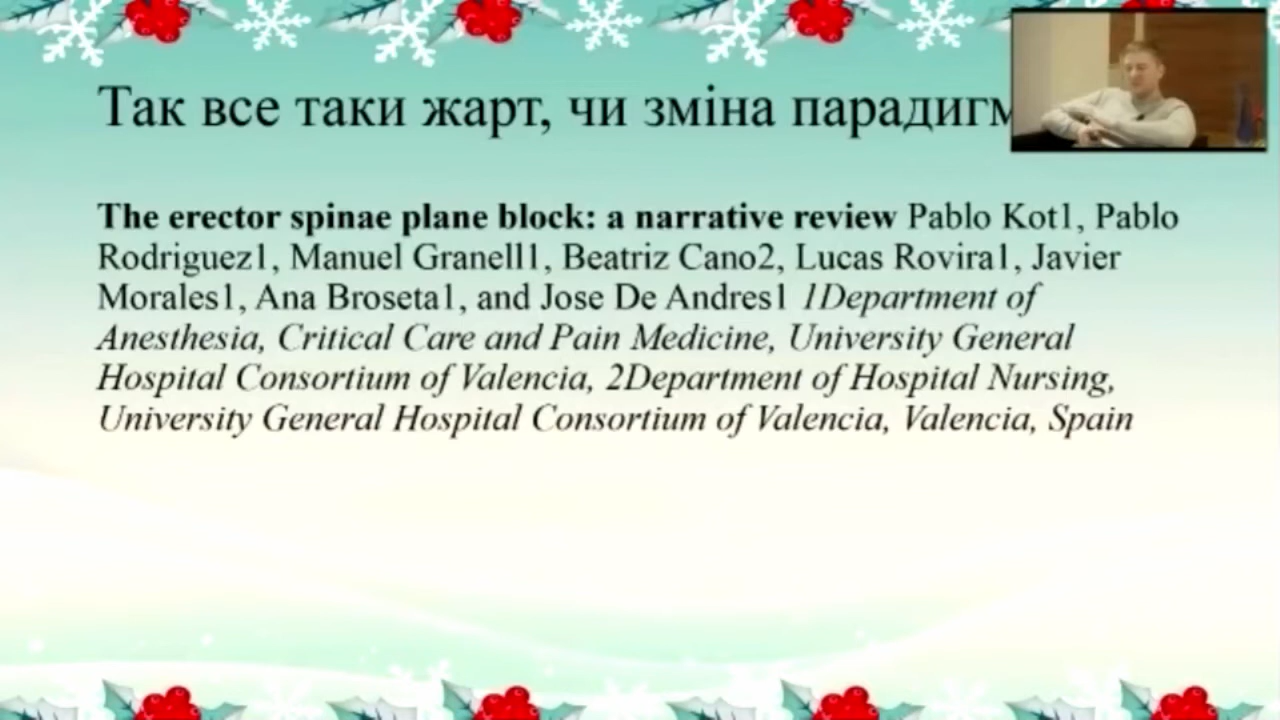 Так все таки жарт, чи зміна парадигм
The erector spinae plane block: a narrative review Pablo Kot1, Pablo
Rodriguez1, Manuel Granell1, Beatriz Cano2, Lucas Rovira1, Javier
Morales1, Ana Broseta1, and Jose De Andres1 1Department of
Anesthesia, Critical Care and Pain Medicine, University General
Hospital Consortium of Valencia, 2Department of Hospital Nursing,
University General Hospital Consortium of Valencia, Valencia, Spain